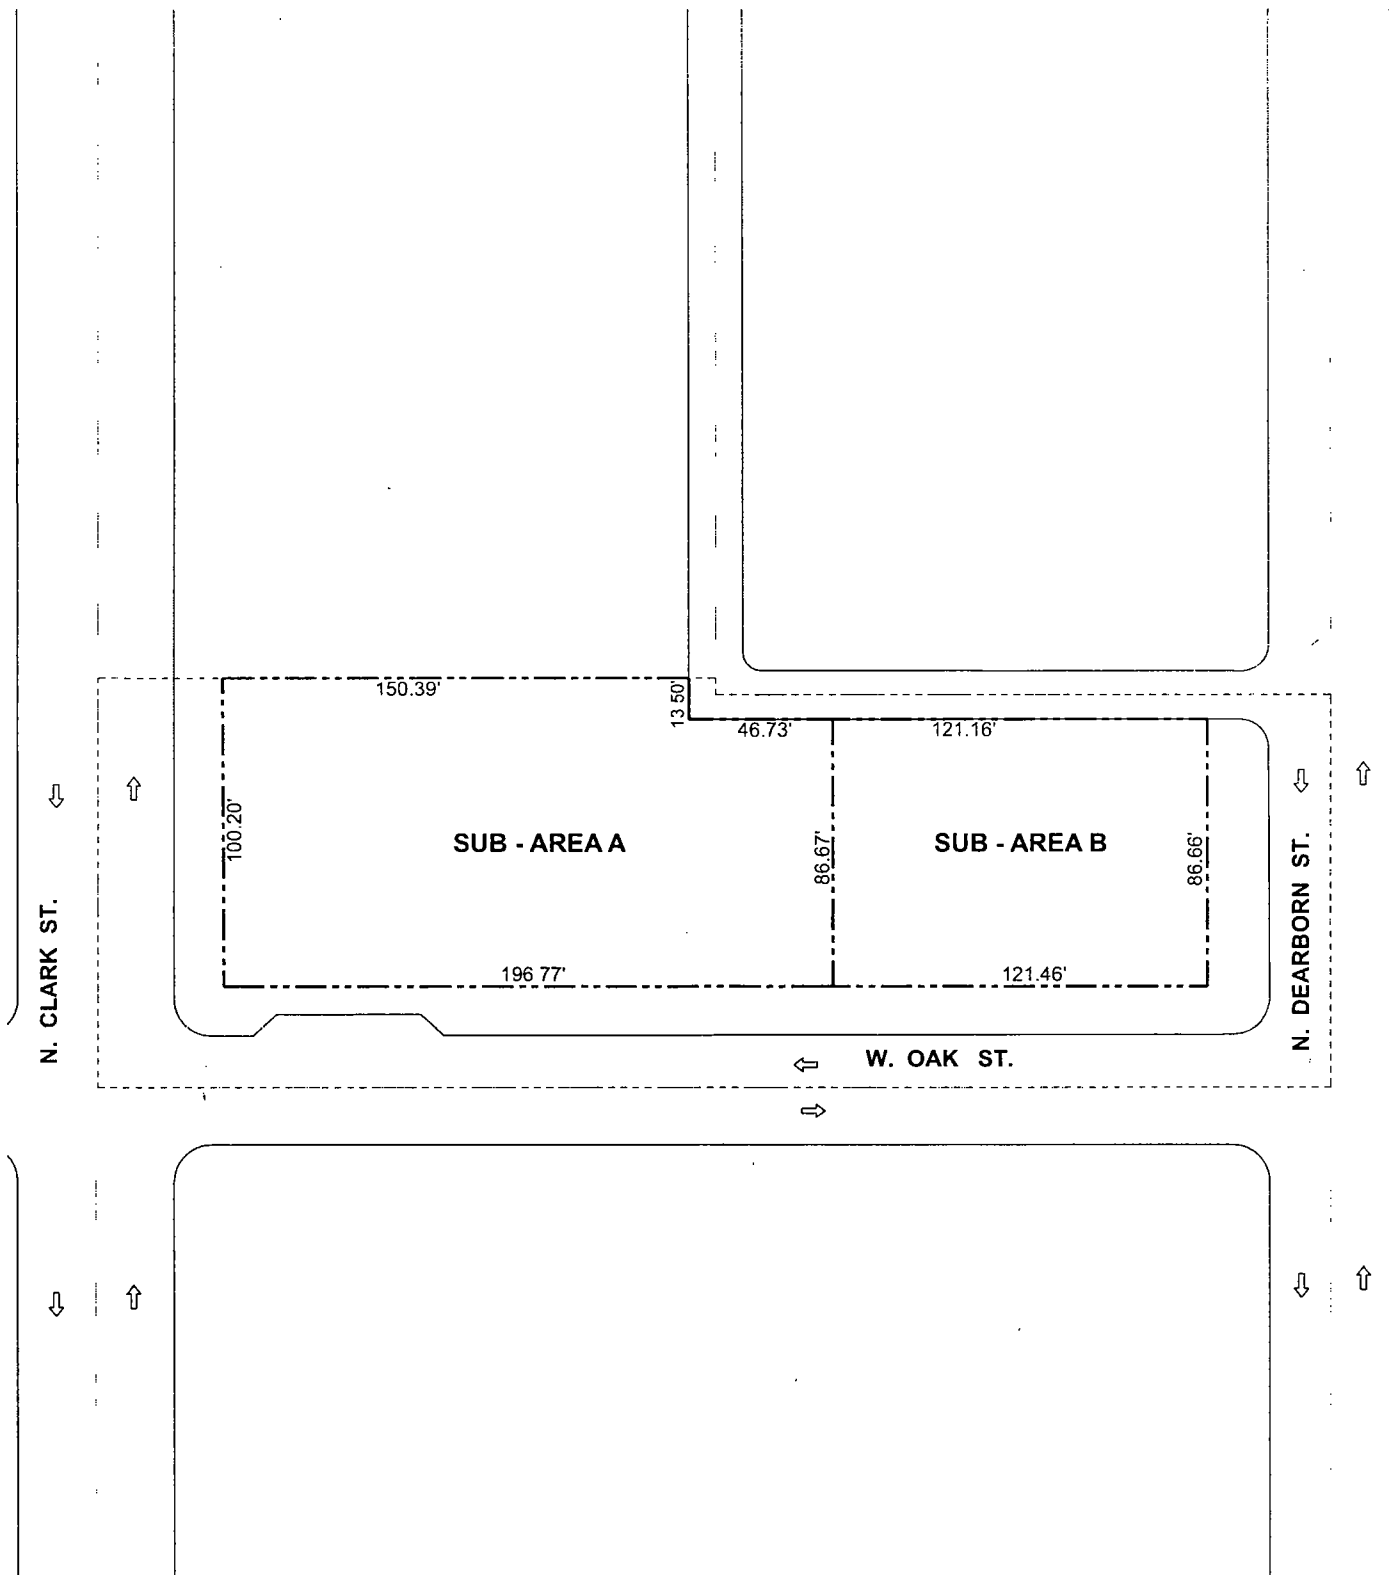 150.39'
13 50'
46.73'
121.16'
100.20'
SUB - AREA A
86.67'
SUB - AREA B
86.66'
196 77'
121.46'
N. CLARK ST.
N. DEARBORN ST.
W. OAK ST.